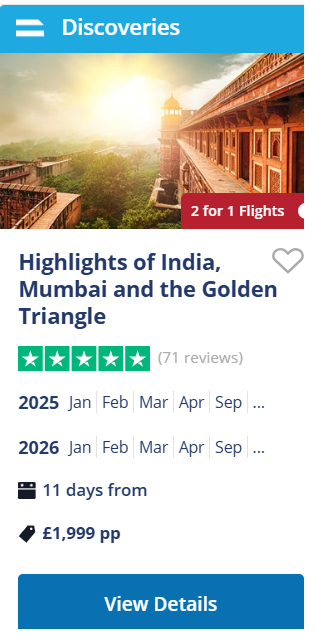 Discoveries
2 for 1 Flights
Highlights of India,
Mumbai and the Golden
Triangle
(71 reviews)
2025 Jan Feb Mar Apr Sep ...
2026 Jan Feb Mar Apr Sep ...
11 days from
£1,999 pp
View Details